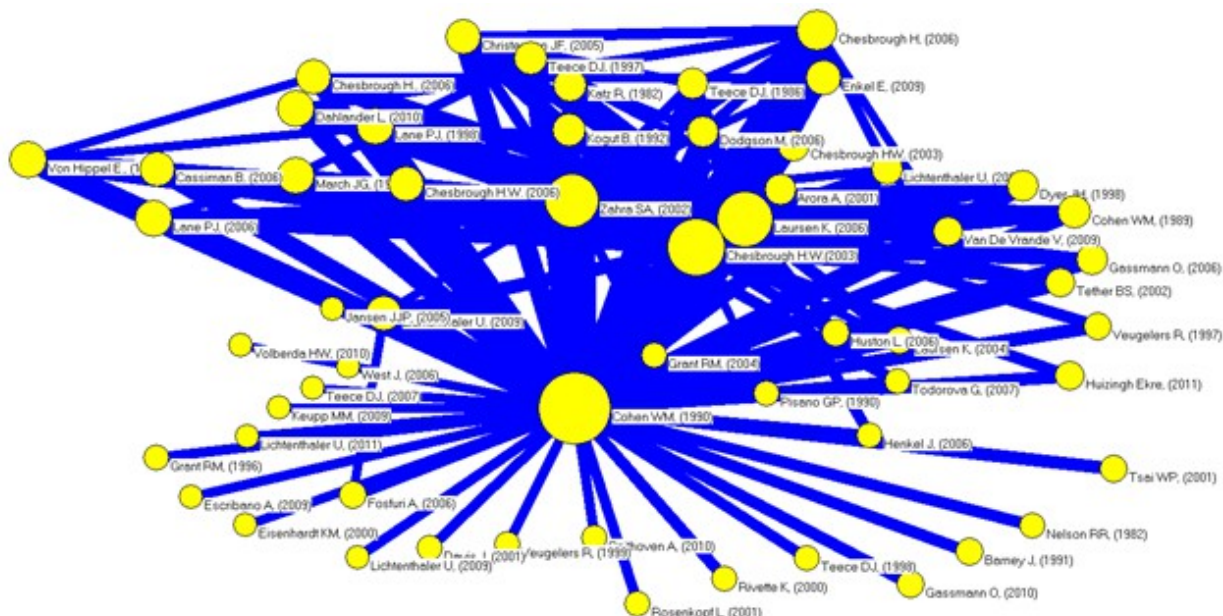 Chesbrough H, (2006)
Teece DJ, (1997)
Chesbrough H, (2006)
Katz R, (1982)
Teece DJ, (1986)
Enkel E, (2009)
Dahlander L, (2010)
Lane PJ, (1998)
Kogut B, (1992)
Dodgson M, (2006)
Chesbrough HW, (2003)
Von Hippel E,
Cassiman B, (2006)
March JG,
Chesbrough H.W, (2006)
Lichtenthaler U,
Arora A, (2001)
Dyer JH, (1998)
Zahra SA, (2002)
Cohen WM, (1989)
Lane PJ, (2006)
Laursen K, (2006)
Van De Vrande V, (2009)
Chesbrough H.W (2003)
Gassmann O, (2006)
Tether BS, (2002)
Jansen JJP, (2005)
U, (2009)
Veugelers R, (1997)
Huston L, (2006)
Laursen K, (2004)
Volberda HW, (2010)
Grant RM, (2004)
West J, (2006)
Todorova G, (2007)
Huizingh Ekre, (2011)
Teece DJ, (2007)
Pisano GP, (1990)
Keupp MM, (2009)
Cohen WM, (1990)
Lichtenthaler U, (2011)
Henkel J, (2006)
Grant RM, (1996)
Tsai WP, (2001)
Escribano A, (2009)
Fosfuri A, (2006)
Eisenhardt KM, (2000)
Nelson RR, (1982)
Veugelers R, (1999)
A, (2010)
Barney J, (1991)
Lichtenthaler U, (2009)
Teece DJ, (1998)
Rivette K, (2000)
Gassmann O, (2010)
Rosenkopf L, (2001)